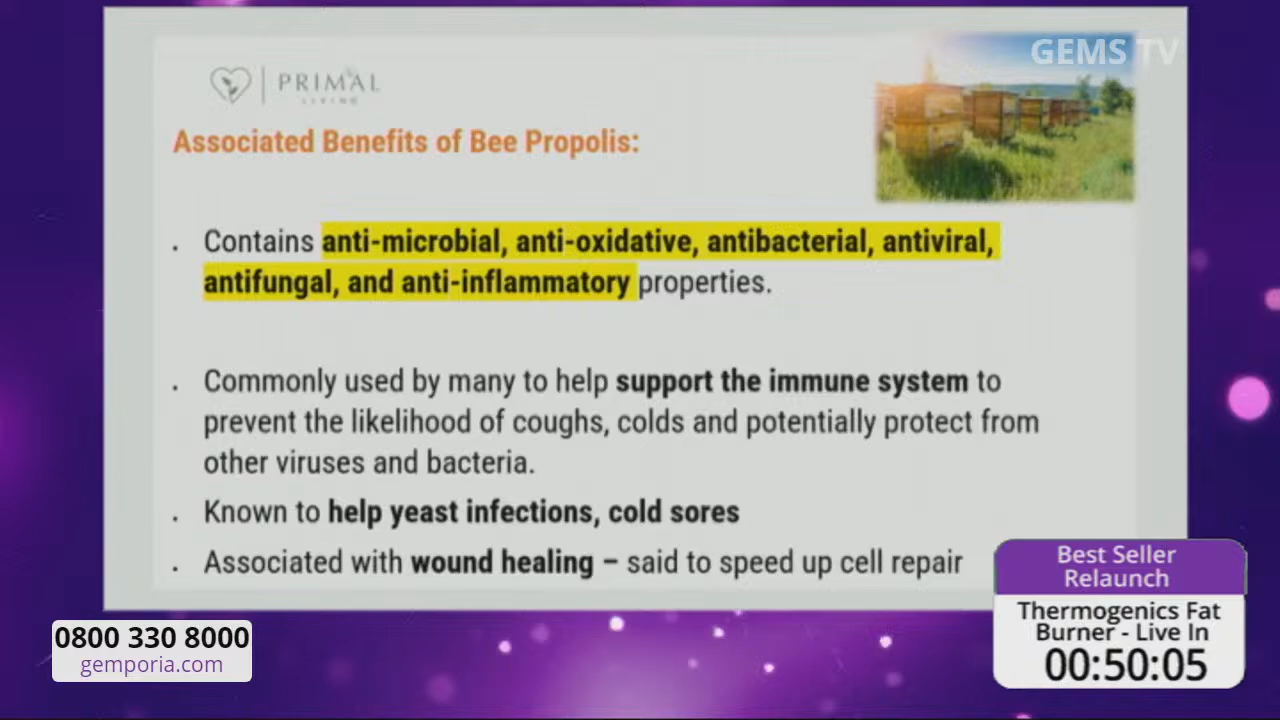 GEMS TV
PRIMAL
LIVING
Associated Benefits of Bee Propolis:
. Contains anti-microbial, anti-oxidative, antibacterial, antiviral,
antifungal, and anti-inflammatory properties.
. Commonly used by many to help support the immune system to
prevent the likelihood of coughs, colds and potentially protect from
other viruses and bacteria.
. Known to help yeast infections, cold sores
. Associated with wound healing – said to speed up cell repair
Best Seller
Relaunch
Thermogenics Fat
Burner - Live In
00:50:05
0800 330 8000
gemporia.com